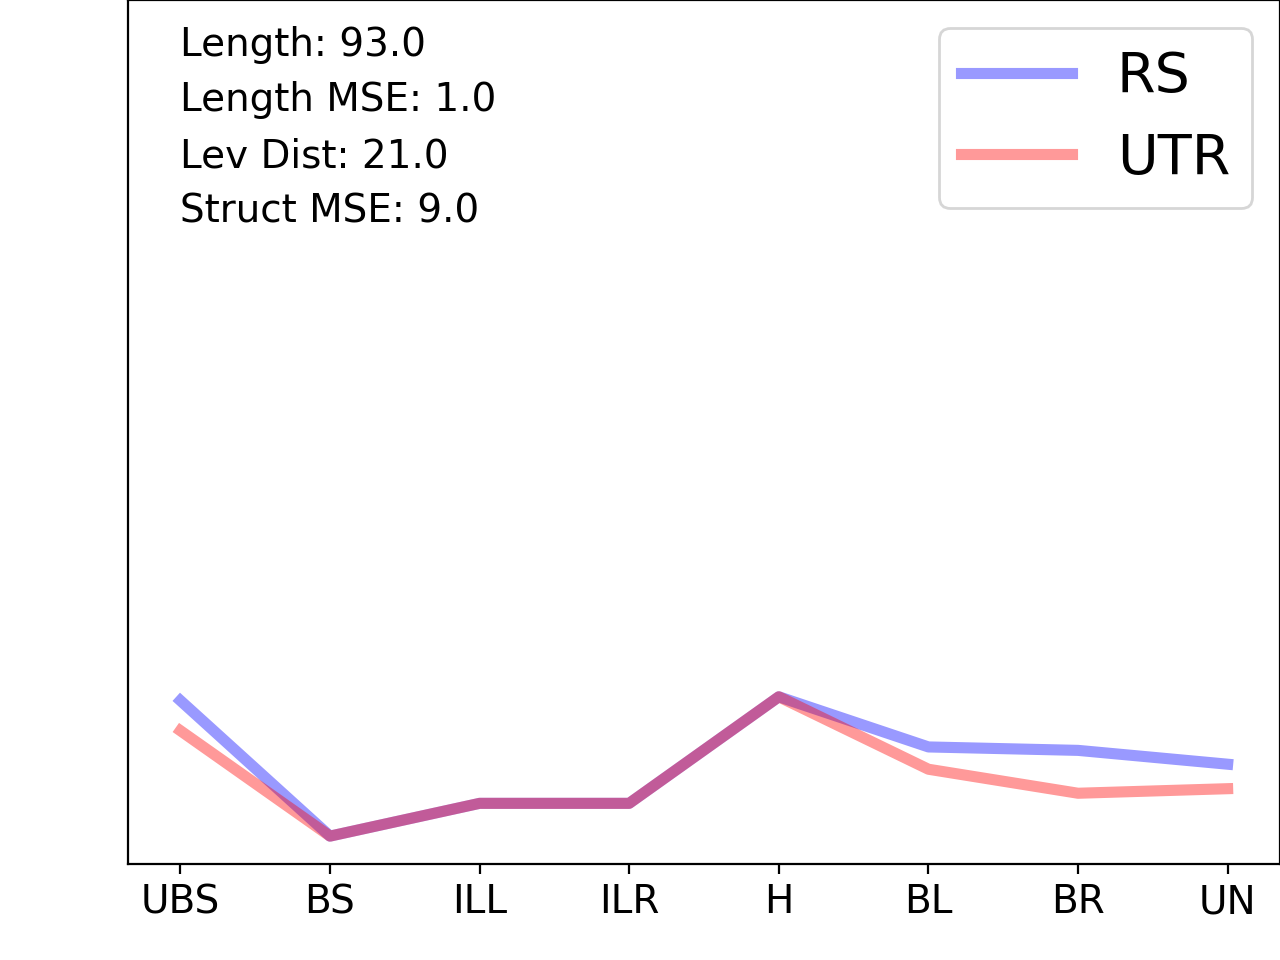 Length: 93.0
Length MSE: 1.0
Lev Dist: 21.0
Struct MSE: 9.0
RS
UTR
UBS BS ILL ILR H BL BR UN